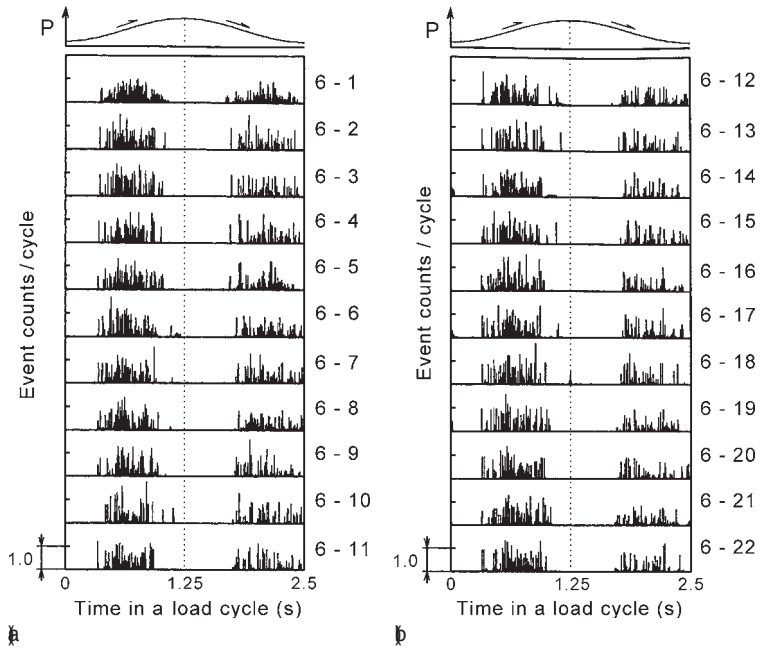 P
6 - 1
6 - 2
6 - 3
6 - 4
6 - 5
6 - 6
6 - 7
6 - 8
6 - 9
6 - 10
6 - 11
Event counts / cycle
1.0
0 1.25 2.5
Time in a load cycle (s)
a
P
6 - 12
6 - 13
6 - 14
6 - 15
6 - 16
6 - 17
6 - 18
6 - 19
6 - 20
6 - 21
6 - 22
Event counts / cycle
1.0
0 1.25 2.5
Time in a load cycle (s)
b